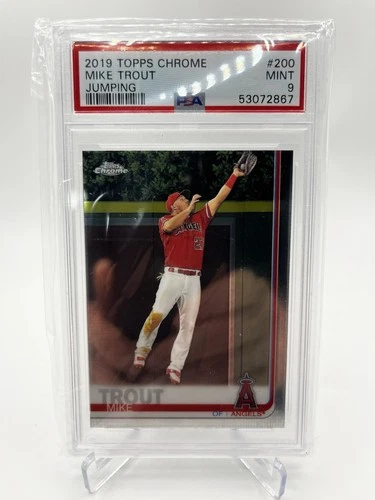 2019 TOPPS CHROME #200
MIKE TROUT MINT
JUMPING 9
PSA 53072867
Topps
Chrome
TROUT
MIKE
OF | ANGELS